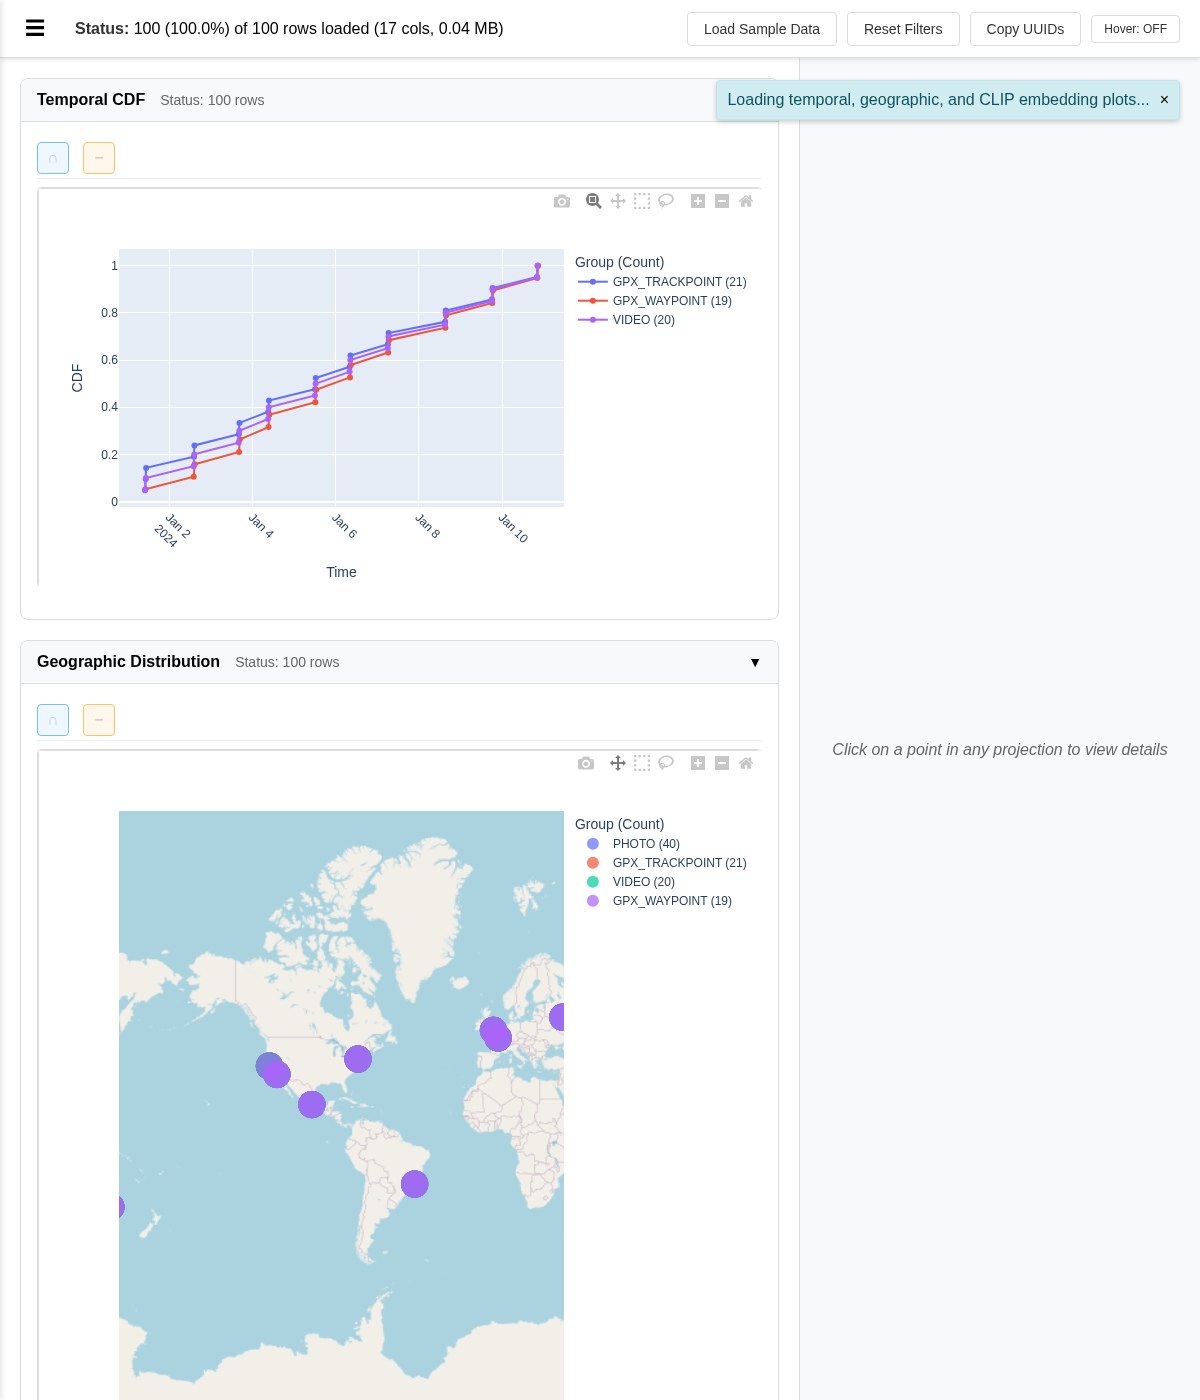 Status: 100 (100.0%) of 100 rows loaded (17 cols, 0.04 MB)
Load Sample Data
Reset Filters
Copy UUIDs
Hover: OFF
Loading temporal, geographic, and CLIP embedding plots... ×
Temporal CDF Status: 100 rows
∩ −
Group (Count)
GPX_TRACKPOINT (21)
GPX_WAYPOINT (19)
VIDEO (20)
CDF
1
0.8
0.6
0.4
0.2
0
Jan 2
2024
Jan 4
Jan 6
Jan 8
Jan 10
Time
Geographic Distribution Status: 100 rows ▼
∩ −
Group (Count)
PHOTO (40)
GPX_TRACKPOINT (21)
VIDEO (20)
GPX_WAYPOINT (19)
Click on a point in any projection to view details